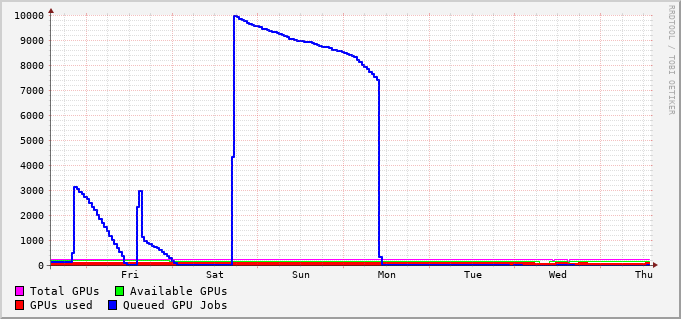 10000
9000
8000
7000
6000
5000
4000
3000
2000
1000
0
Fri Sat Sun Mon Tue Wed Thu
Total GPUs Available GPUs
GPUs used Queued GPU Jobs
RRDTOOL / TOBI OETIKER